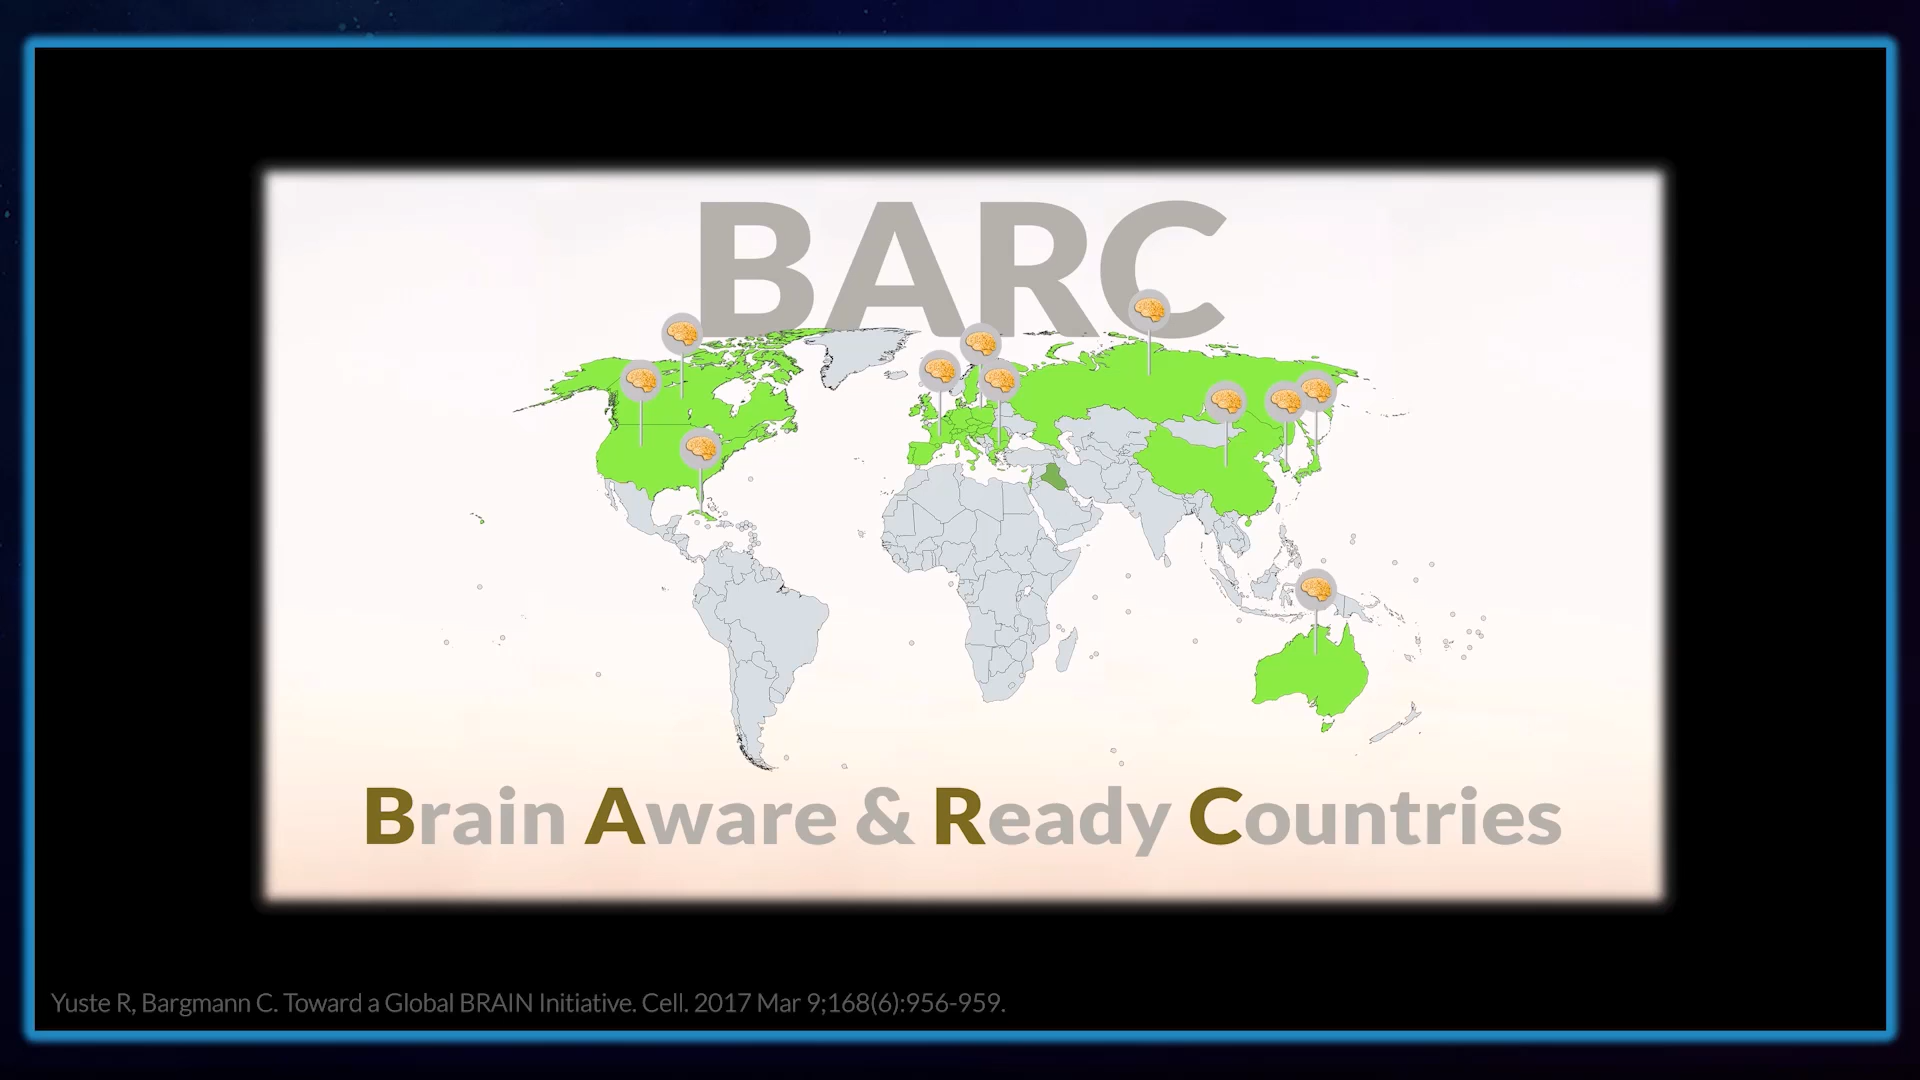 BARC
Brain Aware & Ready Countries
Yuste R, Bargmann C. Toward a Global BRAIN Initiative. Cell. 2017 Mar 9;168(6):956-959.